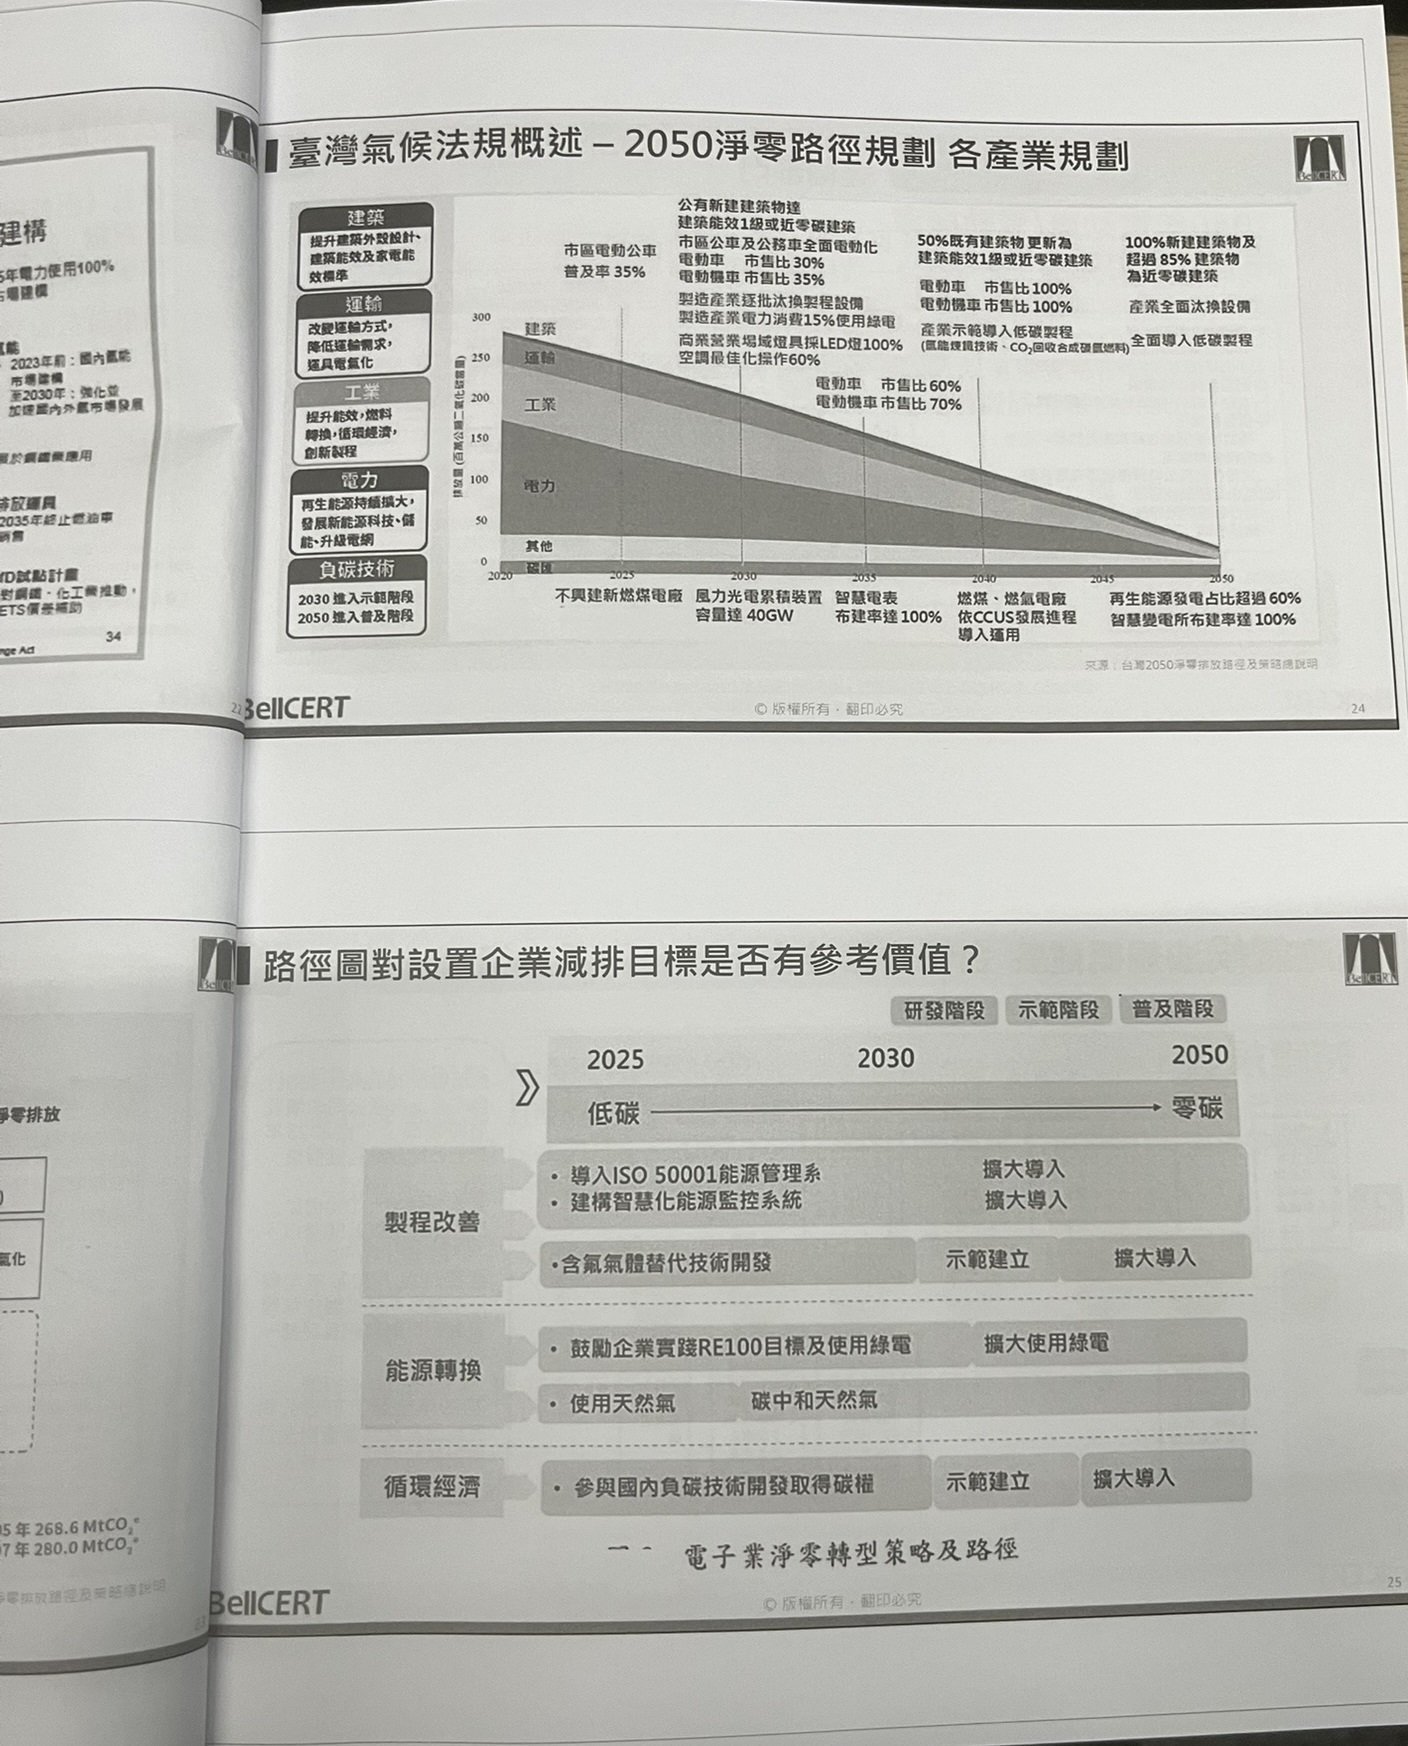 建構
5年電力使用100%
市場建構
氫能
2023年前：國內氫能
市場建構
至2030年：強化並
加速國內外氫市場發展
展於鋼鐵業應用
排放運具
2035年終止燃油車
銷售
試點計畫
對鋼鐵、化工業推動，
ETS價差補助
34
nge Act
BellCERT
臺灣氣候法規概述 – 2050淨零路徑規劃 各產業規劃
BellCERT
建築
提升建築外殼設計、
建築能效及家電能
效標準
運輸
改變運輸方式，
降低運輸需求，
運具電氣化
工業
提升能效，燃料
轉換，循環經濟，
創新製程
電力
再生能源持續擴大，
發展新能源科技、儲
能、升級電網
負碳技術
2030 進入示範階段
2050 進入普及階段
市區電動公車
普及率 35%
公有新建建築物達
建築能效1級或近零碳建築
市區公車及公務車全面電動化
電動車 市售比 30%
電動機車 市售比 35%
製造產業逐批汰換製程設備
製造產業電力消費15%使用綠電
商業營業場域燈具採LED燈100%
空調最佳化操作60%
電動車 市售比 60%
電動機車 市售比 70%
50%既有建築物 更新為
建築能效1級或近零碳建築
電動車 市售比 100%
電動機車 市售比 100%
產業示範導入低碳製程
(氫能煉鐵技術、CO₂回收合成碳氫燃料)
100%新建建築物及
超過 85% 建築物
為近零碳建築
產業全面汰換設備
全面導入低碳製程
排放量 (百萬公噸二氧化碳當量)
300
250
200
150
100
50
0
建築
運輸
工業
電力
其他
碳匯
2020 2025 2030 2035 2040 2045 2050
不興建新燃煤電廠
風力光電累積裝置
容量達 40GW
智慧電表
布建率達 100%
燃煤、燃氣電廠
依CCUS發展進程
導入運用
再生能源發電占比超過 60%
智慧變電所布建率達 100%
來源：台灣2050淨零排放路徑及策略總說明
22
BellCERT
© 版權所有．翻印必究
24
淨零排放
氣化
05 年 268.6 MtCO₂e
07 年 280.0 MtCO₂e
淨零排放路徑及策略總說明
23
BellCERT
路徑圖對設置企業減排目標是否有參考價值？
BellCERT
研發階段 示範階段 普及階段
2025 2030 2050
低碳 零碳
製程改善
• 導入ISO 50001能源管理系 擴大導入
• 建構智慧化能源監控系統 擴大導入
•含氟氣體替代技術開發 示範建立 擴大導入
能源轉換
• 鼓勵企業實踐RE100目標及使用綠電 擴大使用綠電
• 使用天然氣 碳中和天然氣
循環經濟
• 參與國內負碳技術開發取得碳權 示範建立 擴大導入
電子業淨零轉型策略及路徑
BellCERT
© 版權所有．翻印必究
25